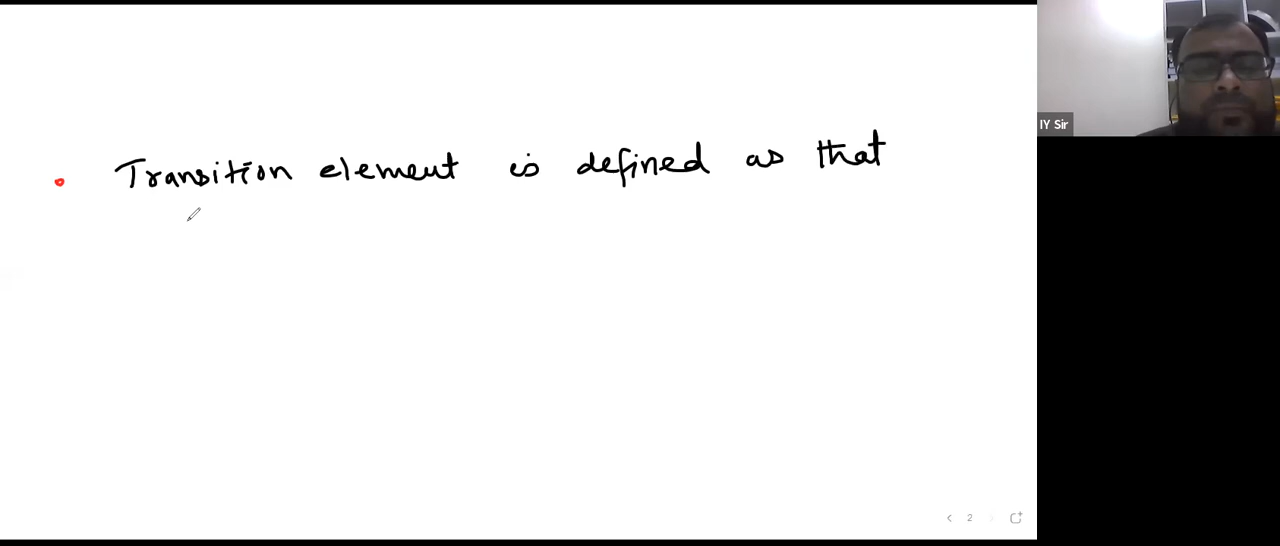 Transition element is defined as that
IY Sir
2